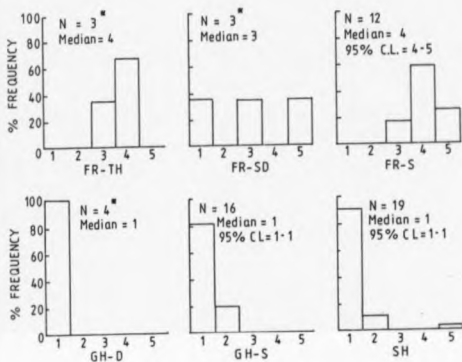 N = 3*
Median = 4
N = 3*
Median = 3
N = 12
Median = 4
95% C.L. = 4-5
% FREQUENCY
100
80
60
40
20
0 1 2 3 4 5
FR-TH
1 2 3 4 5
FR-SD
1 2 3 4 5
FR-S
N = 4*
Median = 1
N = 16
Median = 1
95% CL=1-1
N = 19
Median = 1
95% CL=1-1
% FREQUENCY
100
80
60
40
20
0
1 2 3 4 5
GH-D
1 2 3 4 5
GH-S
1 2 3 4 5
SH